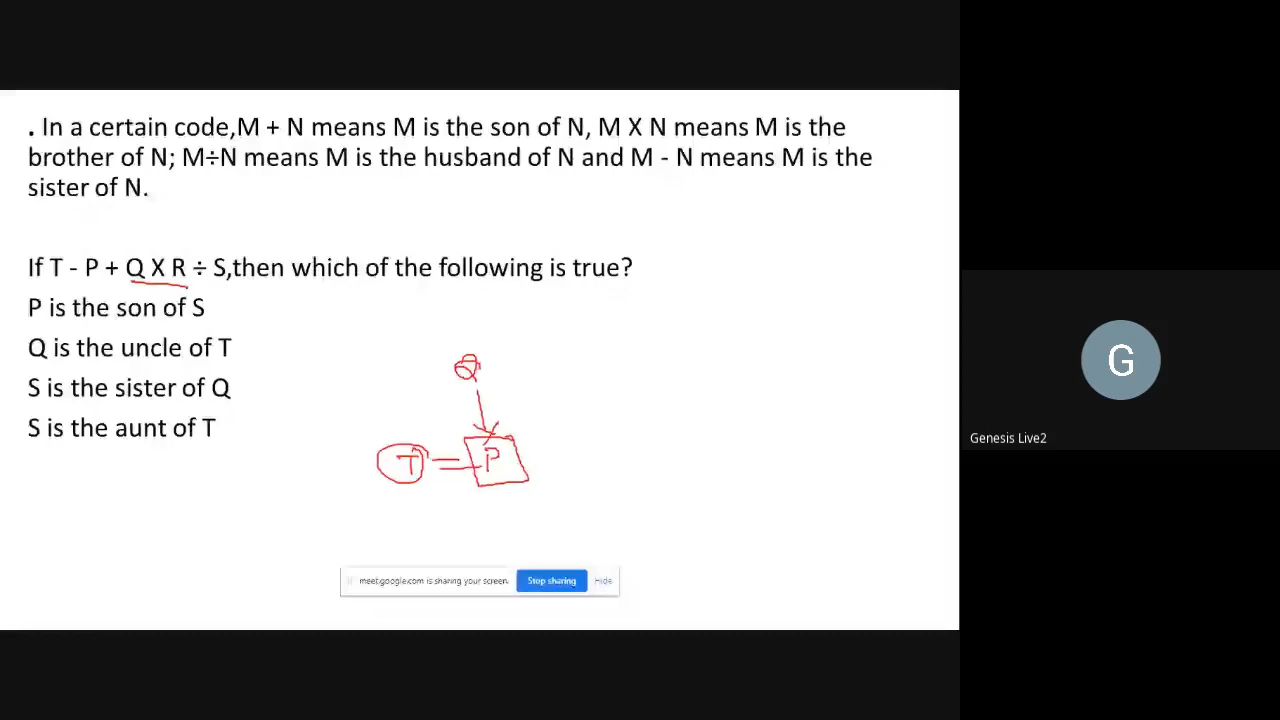 . In a certain code,M + N means M is the son of N, M X N means M is the
brother of N; M÷N means M is the husband of N and M - N means M is the
sister of N.
If T - P + Q X R ÷ S,then which of the following is true?
P is the son of S
Q is the uncle of T
S is the sister of Q
S is the aunt of T
Q
T = P
meet.google.com is sharing your screen.
Stop sharing
Hide
G
Genesis Live2